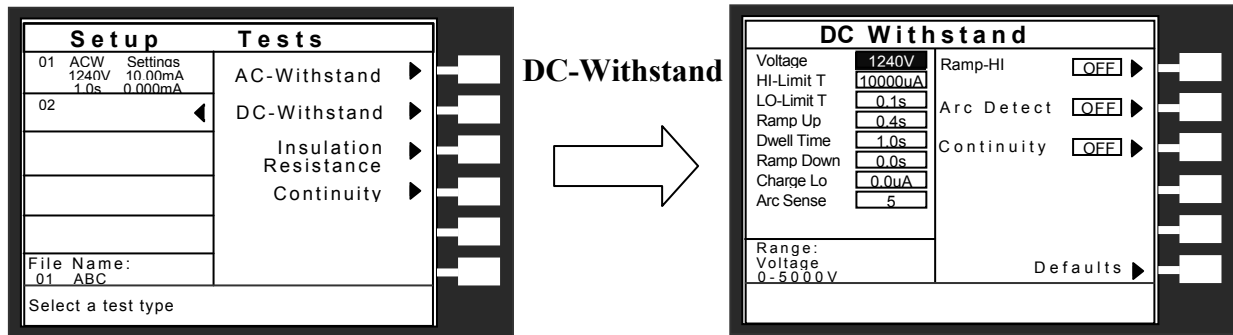 Setup Tests
01 ACW Settings
1240V 10.00mA
1.0s 0.000mA
02
AC-Withstand
DC-Withstand
Insulation
Resistance
Continuity
File Name:
01 ABC
Select a test type
DC-Withstand
DC Withstand
Voltage 1240V
HI-Limit T 10000uA
LO-Limit T 0.1s
Ramp Up 0.4s
Dwell Time 1.0s
Ramp Down 0.0s
Charge Lo 0.0uA
Arc Sense 5
Ramp-HI OFF
Arc Detect OFF
Continuity OFF
Range:
Voltage
0-5000V
Defaults